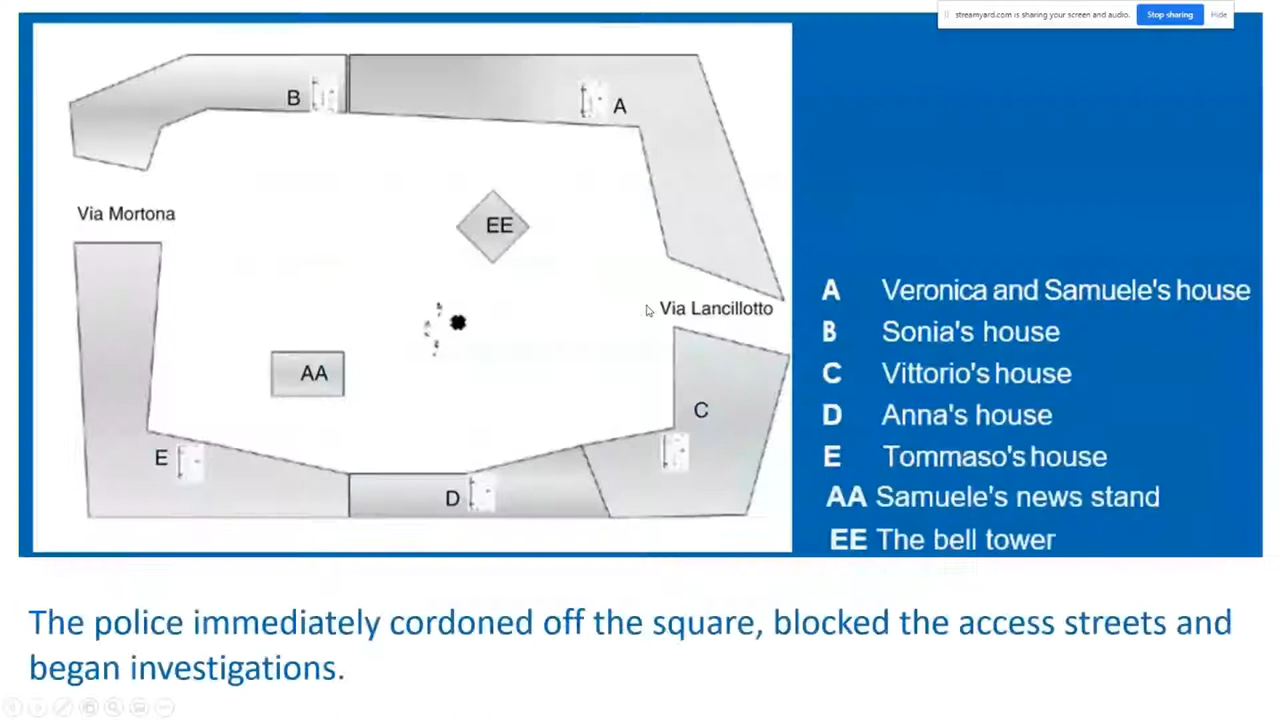 streamyard.com is sharing your screen and audio. Stop sharing Hide
B
A
Via Mortona
EE
Via Lancillotto
AA
C
E
D
A Veronica and Samuele's house
B Sonia's house
C Vittorio's house
D Anna's house
E Tommaso's house
AA Samuele's news stand
EE The bell tower
The police immediately cordoned off the square, blocked the access streets and
began investigations.